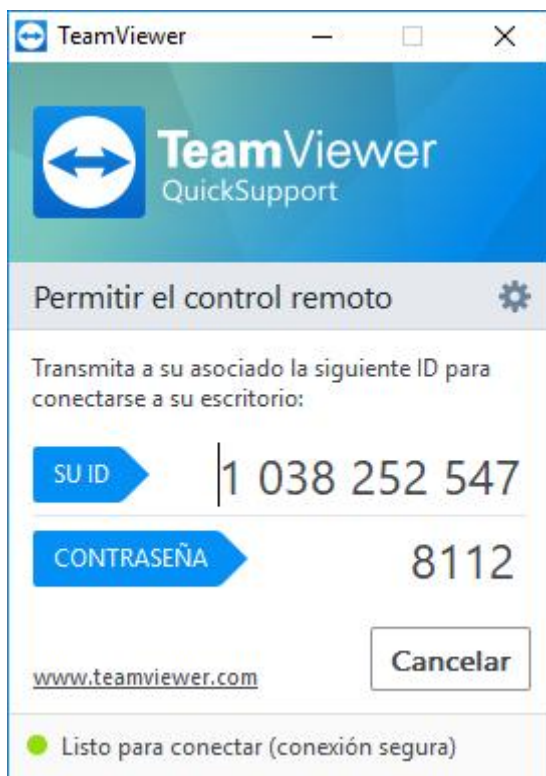 TeamViewer
TeamViewer
QuickSupport
Permitir el control remoto
Transmita a su asociado la siguiente ID para
conectarse a su escritorio:
SU ID 1 038 252 547
CONTRASEÑA 8112
Cancelar
www.teamviewer.com
Listo para conectar (conexión segura)